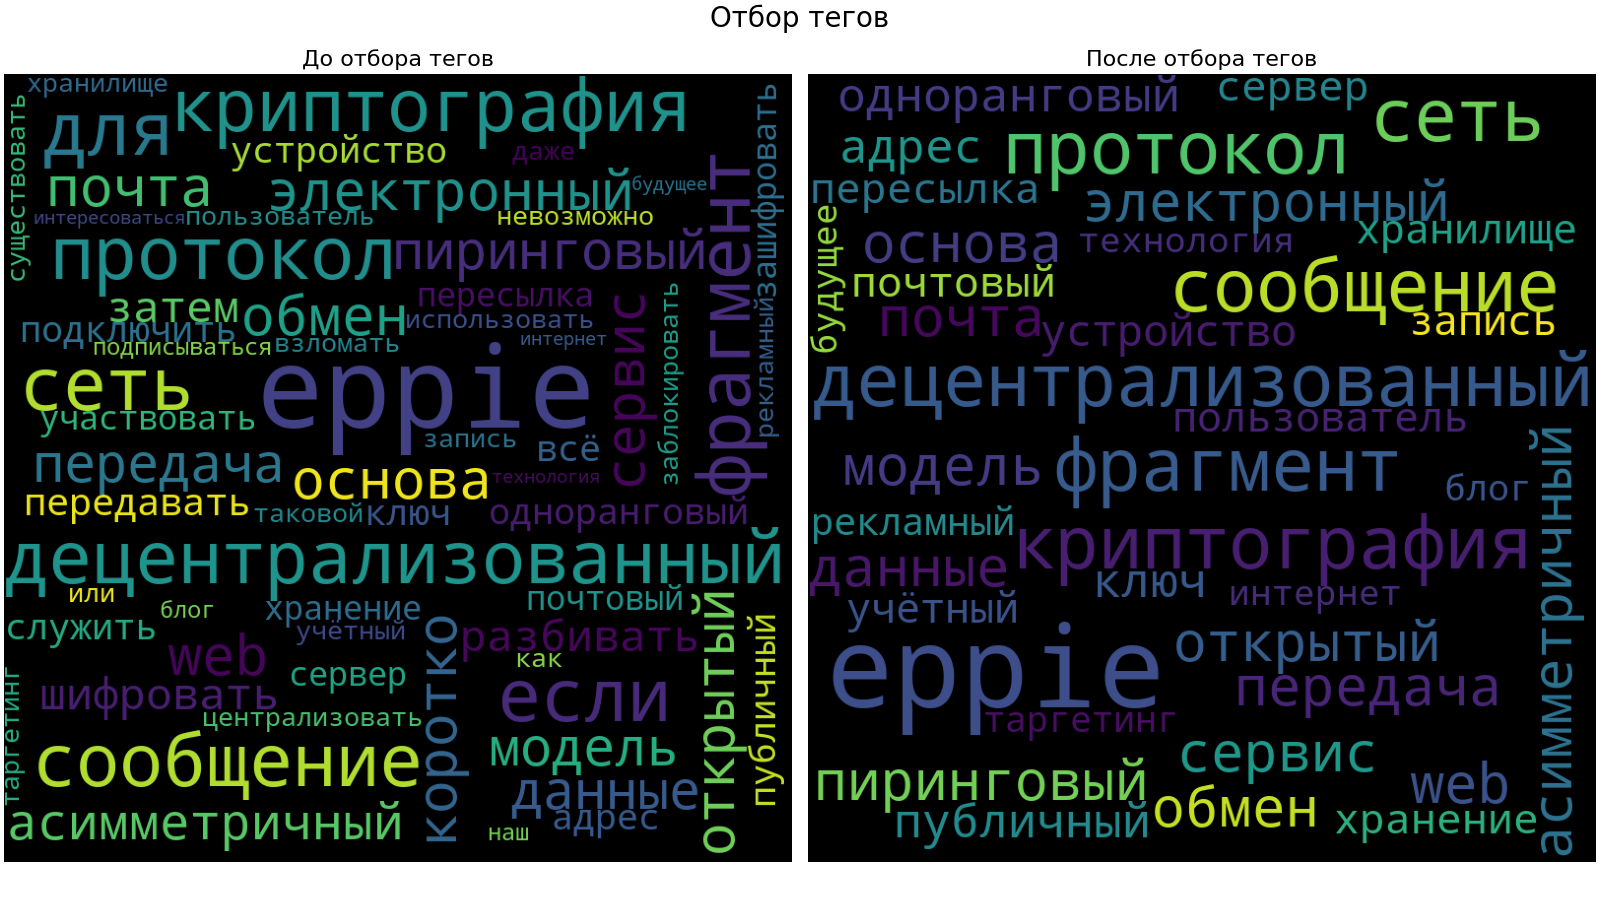 Отбор тегов
До отбора тегов
хранилище
криптография
для
устройство
даже
существовать
почта
электронный
будущее
зашифровать
интересоваться
пользователь
невозможно
протокол
пиринговый
фрагмент
затем
обмен
пересылка
подключить
использовать
сервис
заблокировать
рекламный
подписываться
взломать
интернет
сеть
eppie
участвовать
запись
всё
передача
основа
технология
передавать
таковой
ключ
одноранговый
децентрализованный
или
блог
хранение
почтовый
служить
учётный
разбивать
открытый
публичный
web
как
сервер
коротко
таргетинг
шифровать
если
централизовать
сообщение
модель
данные
асимметричный
адрес
наш
После отбора тегов
одноранговый
сервер
сеть
адрес
протокол
пересылка
электронный
будущее
основа
технология
хранилище
почтовый
сообщение
почта
устройство
запись
децентрализованный
пользователь
модель
фрагмент
блог
асимметричный
рекламный
криптография
данные
ключ
интернет
учётный
eppie
открытый
передача
таргетинг
сервис
пиринговый
web
публичный
обмен
хранение